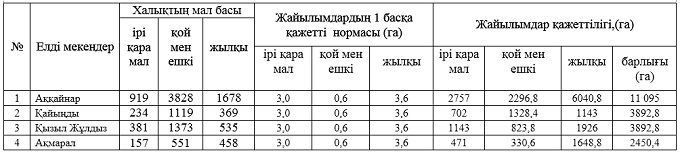 № Елді мекендер Халықтың мал басы Жайылымдардың 1 басқа қажетті нормасы (га) Жайылымдар қажеттілігі,(га)
ірі қара мал қой мен ешкі жылқы ірі қара мал қой мен ешкі жылқы ірі қара мал қой мен ешкі жылқы барлығы (га)
1 Аққайнар 919 3828 1678 3,0 0,6 3,6 2757 2296,8 6040,8 11 095
2 Қайыңды 234 1119 369 3,0 0,6 3,6 702 1328,4 1143 3892,8
3 Қызыл Жұлдыз 381 1373 535 3,0 0,6 3,6 1143 823,8 1926 3892,8
4 Ақмарал 157 551 458 3,0 0,6 3,6 471 330,6 1648,8 2450,4